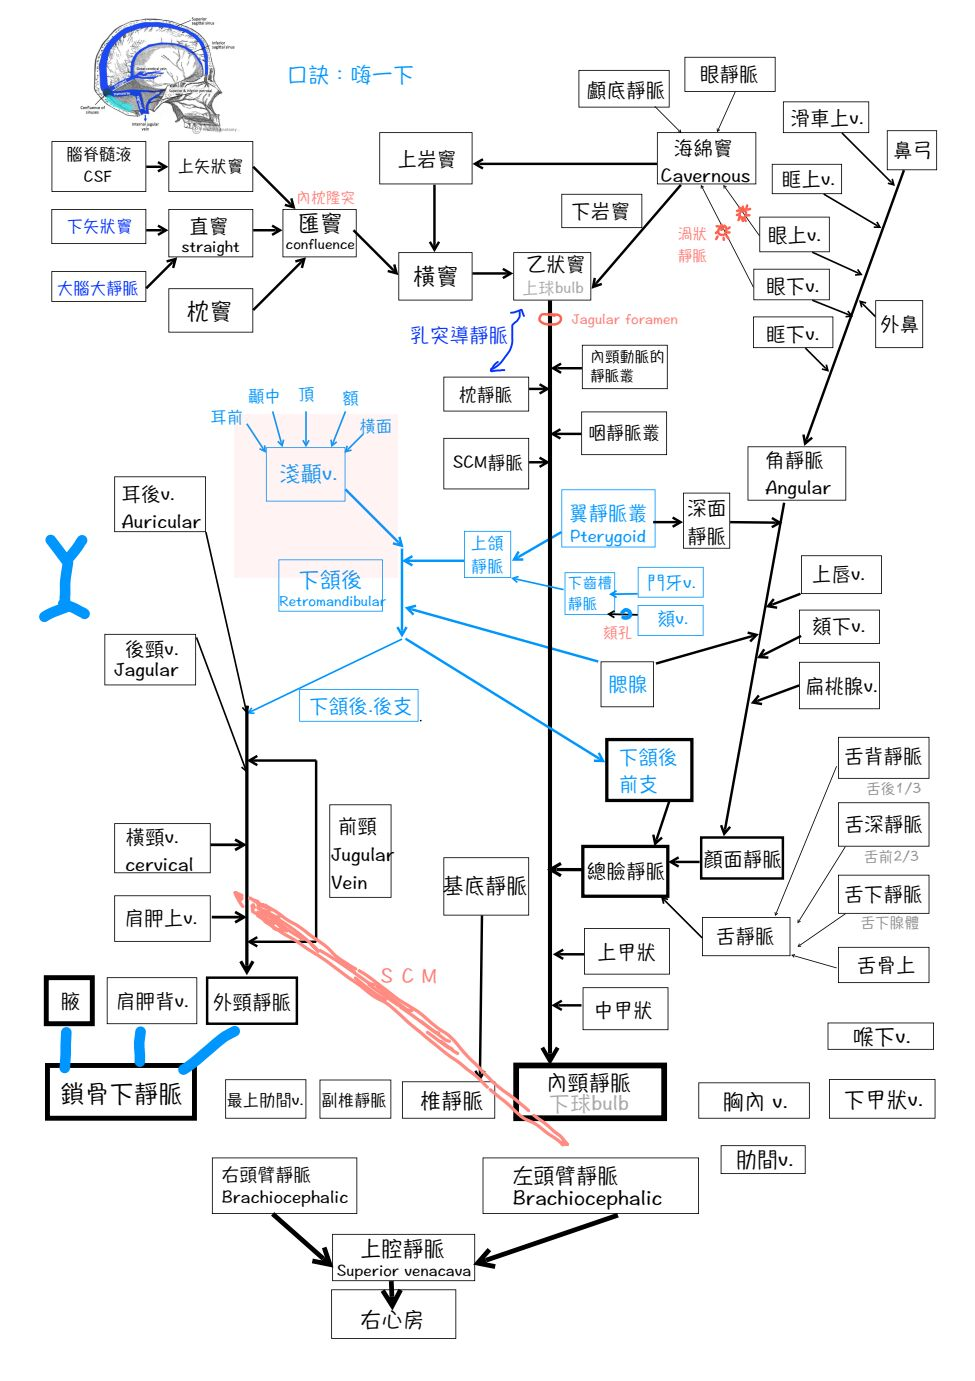 Superior
sagittal sinus
Inferior
sagittal sinus
Great cerebral vein
Confluence of
sinuses
Internal jugular
vein
口訣：嗨一下
顳底靜脈
眼靜脈
滑車上v.
鼻弓
海綿竇
Cavernous
上岩竇
腦脊髓液
CSF
上矢狀竇
眶上v.
內枕隆突
下岩竇
下矢狀竇
直竇
straight
匯竇
confluence
渦狀
靜脈
眼上v.
大腦大靜脈
橫竇
乙狀竇
上球bulb
眼下v.
枕竇
乳突導靜脈
Jagular foramen
眶下v.
外鼻
內頸動脈的
靜脈叢
枕靜脈
顳中
頂
額
耳前
橫面
咽靜脈叢
淺顳v.
SCM靜脈
角靜脈
Angular
耳後v.
Auricular
翼靜脈叢
Pterygoid
深面
靜脈
上頜
靜脈
下頜後
Retromandibular
下齒槽
靜脈
門牙v.
上唇v.
頦v.
頦孔
頦下v.
後頸v.
Jagular
腮腺
扁桃腺v.
下頜後.後支
.
下頜後
前支
舌背靜脈
舌後1/3
前頸
Jugular
Vein
橫頸v.
cervical
舌深靜脈
舌前2/3
總臉靜脈
顏面靜脈
基底靜脈
舌下靜脈
舌下腺體
肩胛上v.
舌靜脈
上甲狀
舌骨上
SCM
腋
肩胛背v.
外頸靜脈
中甲狀
喉下v.
鎖骨下靜脈
最上肋間v.
副椎靜脈
椎靜脈
內頸靜脈
下球bulb
胸內 v.
下甲狀v.
肋間v.
右頭臂靜脈
Brachiocephalic
左頭臂靜脈
Brachiocephalic
上腔靜脈
Superior venacava
右心房